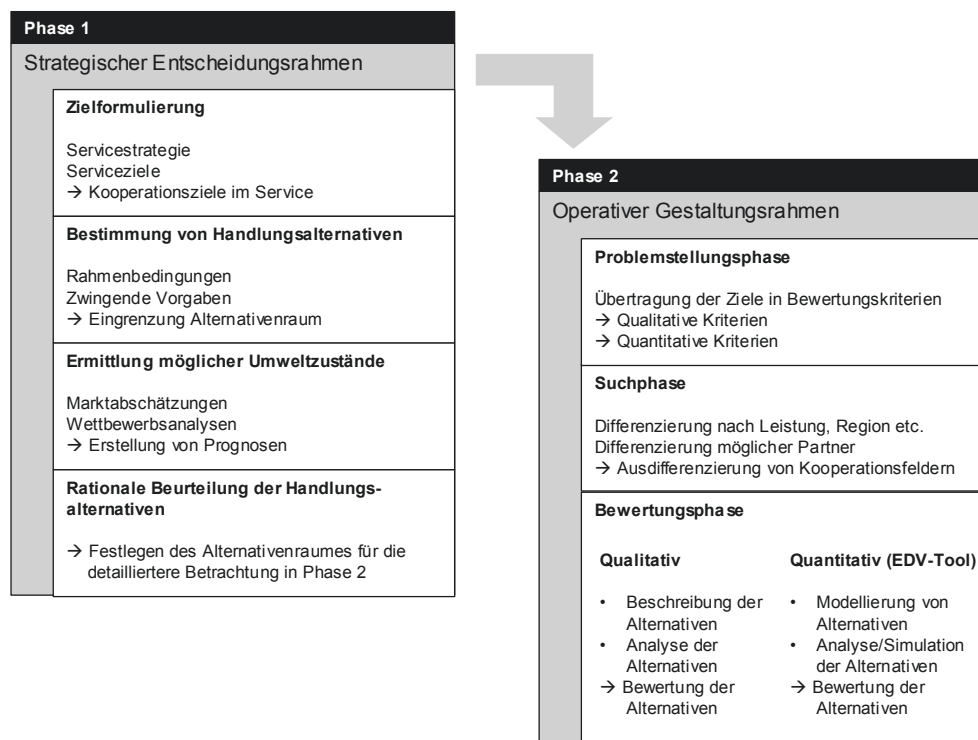 Phase 1
Strategischer Entscheidungsrahmen
Zielformulierung
Servicestrategie
Serviceziele
→ Kooperationsziele im Service
Bestimmung von Handlungsalternativen
Rahmenbedingungen
Zwingende Vorgaben
→ Eingrenzung Alternativenraum
Ermittlung möglicher Umweltzustände
Marktabschätzungen
Wettbewerbsanalysen
→ Erstellung von Prognosen
Rationale Beurteilung der Handlungs-
alternativen
→ Festlegen des Alternativenraumes für die
detailliertere Betrachtung in Phase 2
Phase 2
Operativer Gestaltungsrahmen
Problemstellungsphase
Übertragung der Ziele in Bewertungskriterien
→ Qualitative Kriterien
→ Quantitative Kriterien
Suchphase
Differenzierung nach Leistung, Region etc.
Differenzierung möglicher Partner
→ Ausdifferenzierung von Kooperationsfeldern
Bewertungsphase
Qualitativ
• Beschreibung der
Alternativen
• Analyse der
Alternativen
→ Bewertung der
Alternativen
Quantitativ (EDV-Tool)
• Modellierung von
Alternativen
• Analyse/Simulation
der Alternativen
→ Bewertung der
Alternativen